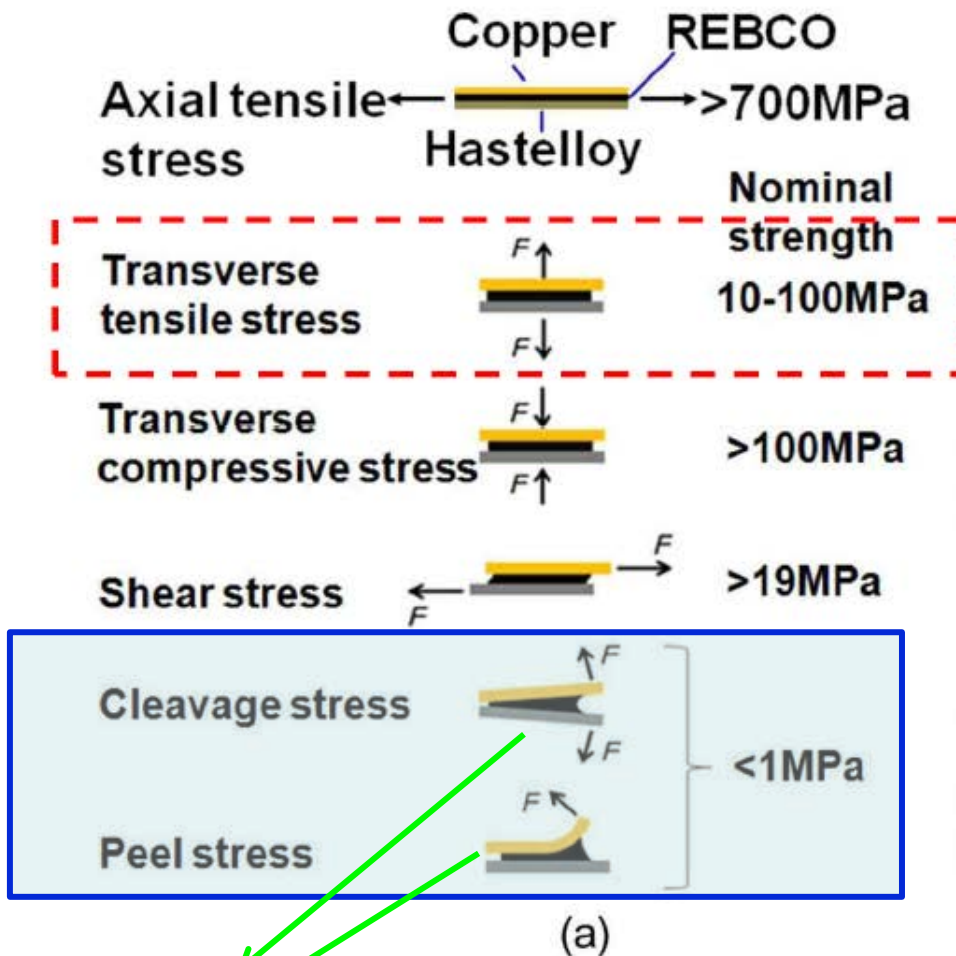 Copper REBCO
Axial tensile >700MPa
stress Hastelloy
Nominal
strength
Transverse F
tensile stress 10-100MPa
F
Transverse F
compressive stress >100MPa
F
F
Shear stress >19MPa
F
F
Cleavage stress
F
<1MPa
F
Peel stress
(a)